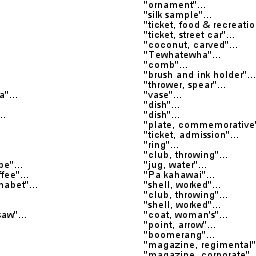 "ornament"...
"silk sample"...
"ticket, food & recreatio
"ticket, street car"...
"coconut, carved"...
"Tewhatewha"...
"comb"...
"brush and ink holder"...
"thrower, spear"...
a"... "vase"...
"dish"...
... "dish"...
"plate, commemorative"
"ticket, admission"...
"ring"...
"club, throwing"...
pe"... "jug, water"...
ffee"... "Pa kahawai"...
habet"... "shell, worked"...
"club, throwing"...
"shell, worked"...
saw"... "coat, woman's"...
"point, arrow"...
"boomerang"...
"magazine, regimental"
"magazine, corporate"